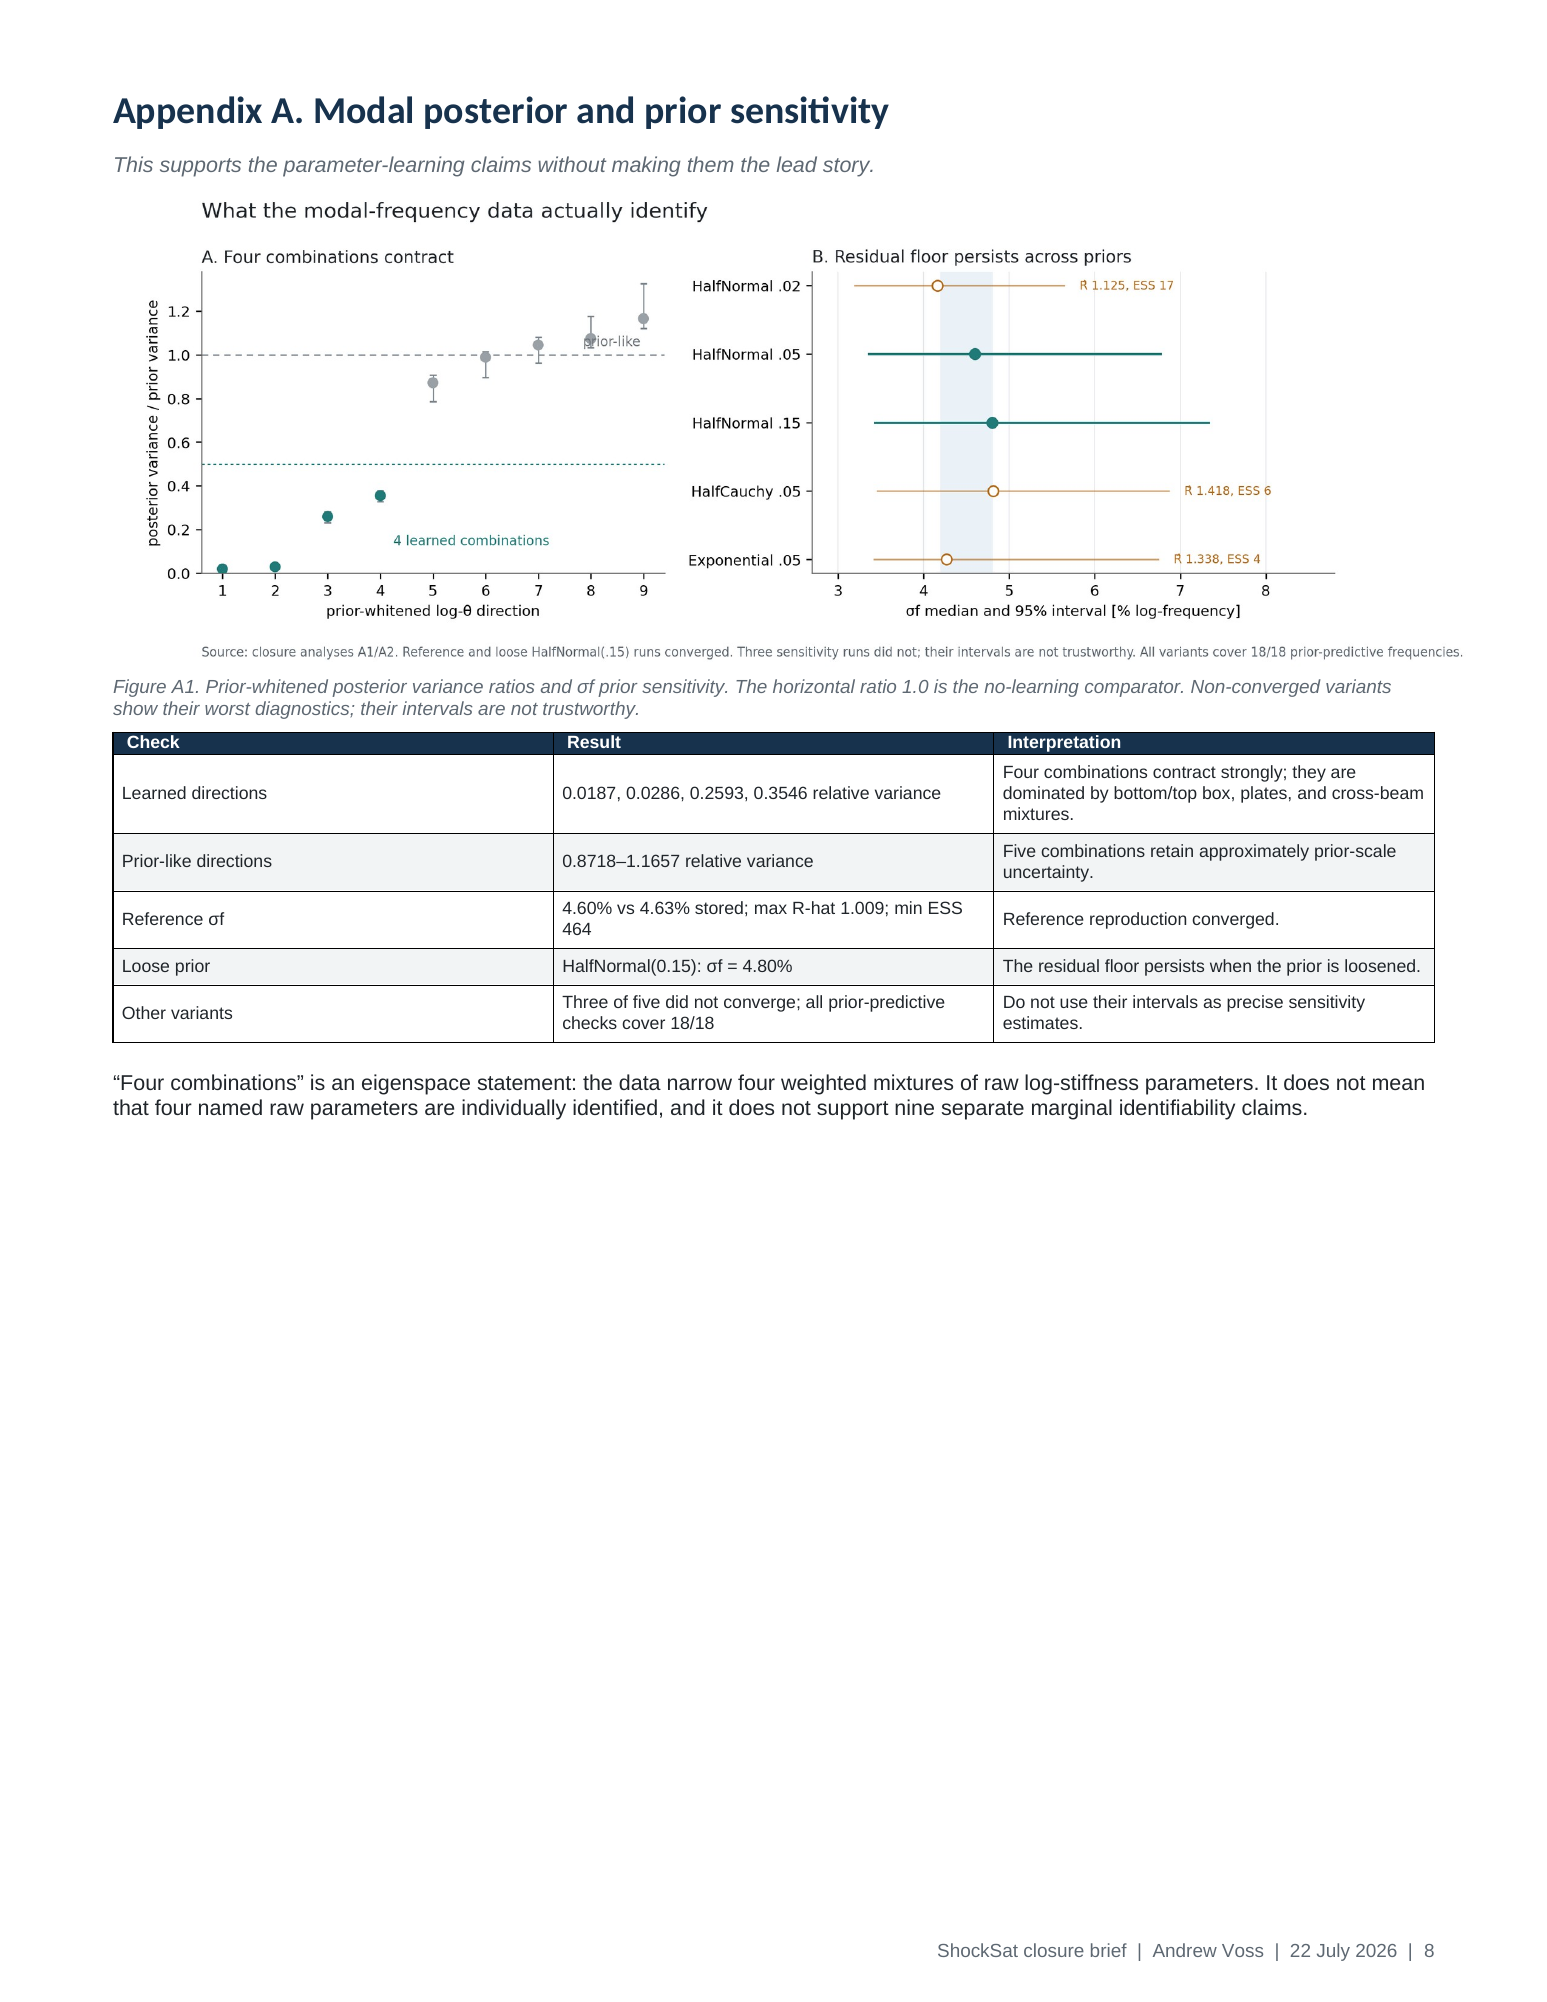 Appendix A. Modal posterior and prior sensitivity
This supports the parameter-learning claims without making them the lead story.
What the modal-frequency data actually identify
A. Four combinations contract
posterior variance / prior variance
1.2
1.0
0.8
0.6
0.4
0.2
0.0
prior-like
4 learned combinations
1 2 3 4 5 6 7 8 9
prior-whitened log-θ direction
B. Residual floor persists across priors
HalfNormal .02
R̂ 1.125, ESS 17
HalfNormal .05
HalfNormal .15
HalfCauchy .05
R̂ 1.418, ESS 6
Exponential .05
R̂ 1.338, ESS 4
3 4 5 6 7 8
σf median and 95% interval [% log-frequency]
Source: closure analyses A1/A2. Reference and loose HalfNormal(.15) runs converged. Three sensitivity runs did not; their intervals are not trustworthy. All variants cover 18/18 prior-predictive frequencies.
Figure A1. Prior-whitened posterior variance ratios and σf prior sensitivity. The horizontal ratio 1.0 is the no-learning comparator. Non-converged variants
show their worst diagnostics; their intervals are not trustworthy.
Check Result Interpretation
Learned directions
0.0187, 0.0286, 0.2593, 0.3546 relative variance
Four combinations contract strongly; they are
dominated by bottom/top box, plates, and cross-beam
mixtures.
Prior-like directions
0.8718–1.1657 relative variance
Five combinations retain approximately prior-scale
uncertainty.
Reference σf
4.60% vs 4.63% stored; max R-hat 1.009; min ESS
464
Reference reproduction converged.
Loose prior
HalfNormal(0.15): σf = 4.80%
The residual floor persists when the prior is loosened.
Other variants
Three of five did not converge; all prior-predictive
checks cover 18/18
Do not use their intervals as precise sensitivity
estimates.
“Four combinations” is an eigenspace statement: the data narrow four weighted mixtures of raw log-stiffness parameters. It does not mean
that four named raw parameters are individually identified, and it does not support nine separate marginal identifiability claims.
ShockSat closure brief | Andrew Voss | 22 July 2026 | 8